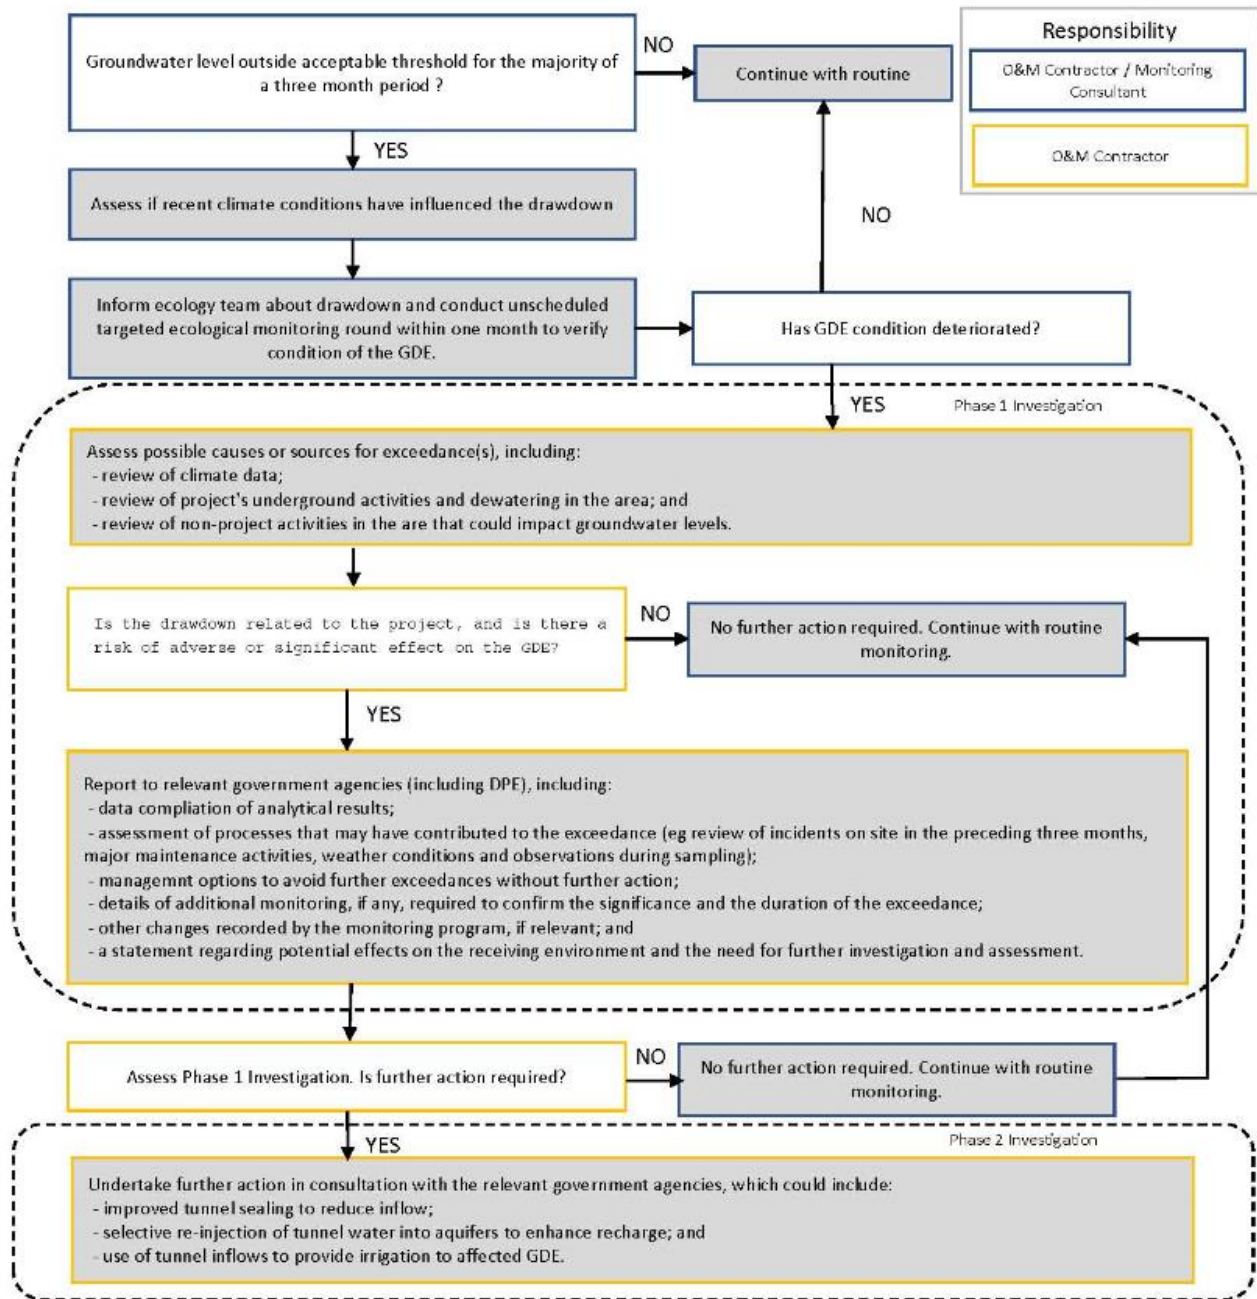 Responsibility
O&M Contractor / Monitoring
Consultant
O&M Contractor
Groundwater level outside acceptable threshold for the majority of
a three month period ?
NO
Continue with routine
YES
Assess if recent climate conditions have influenced the drawdown
NO
Inform ecology team about drawdown and conduct unscheduled
targeted ecological monitoring round within one month to verify
condition of the GDE.
Has GDE condition deteriorated?
YES
Phase 1 Investigation
Assess possible causes or sources for exceedance(s), including:
- review of climate data;
- review of project's underground activities and dewatering in the area; and
- review of non-project activities in the are that could impact groundwater levels.
Is the drawdown related to the project, and is there a
risk of adverse or significant effect on the GDE?
NO
No further action required. Continue with routine
monitoring.
YES
Report to relevant government agencies (including DPE), including:
- data compliation of analytical results;
- assessment of processes that may have contributed to the exceedance (eg review of incidents on site in the preceding three months,
major maintenance activities, weather conditions and observations during sampling);
- managemnt options to avoid further exceedances without further action;
- details of additional monitoring, if any, required to confirm the significance and the duration of the exceedance;
- other changes recorded by the monitoring program, if relevant; and
- a statement regarding potential effects on the receiving environment and the need for further investigation and assessment.
Assess Phase 1 Investigation. Is further action required?
NO
No further action required. Continue with routine
monitoring.
YES
Phase 2 Investigation
Undertake further action in consultation with the relevant government agencies, which could include:
- improved tunnel sealing to reduce inflow;
- selective re-injection of tunnel water into aquifers to enhance recharge; and
- use of tunnel inflows to provide irrigation to affected GDE.